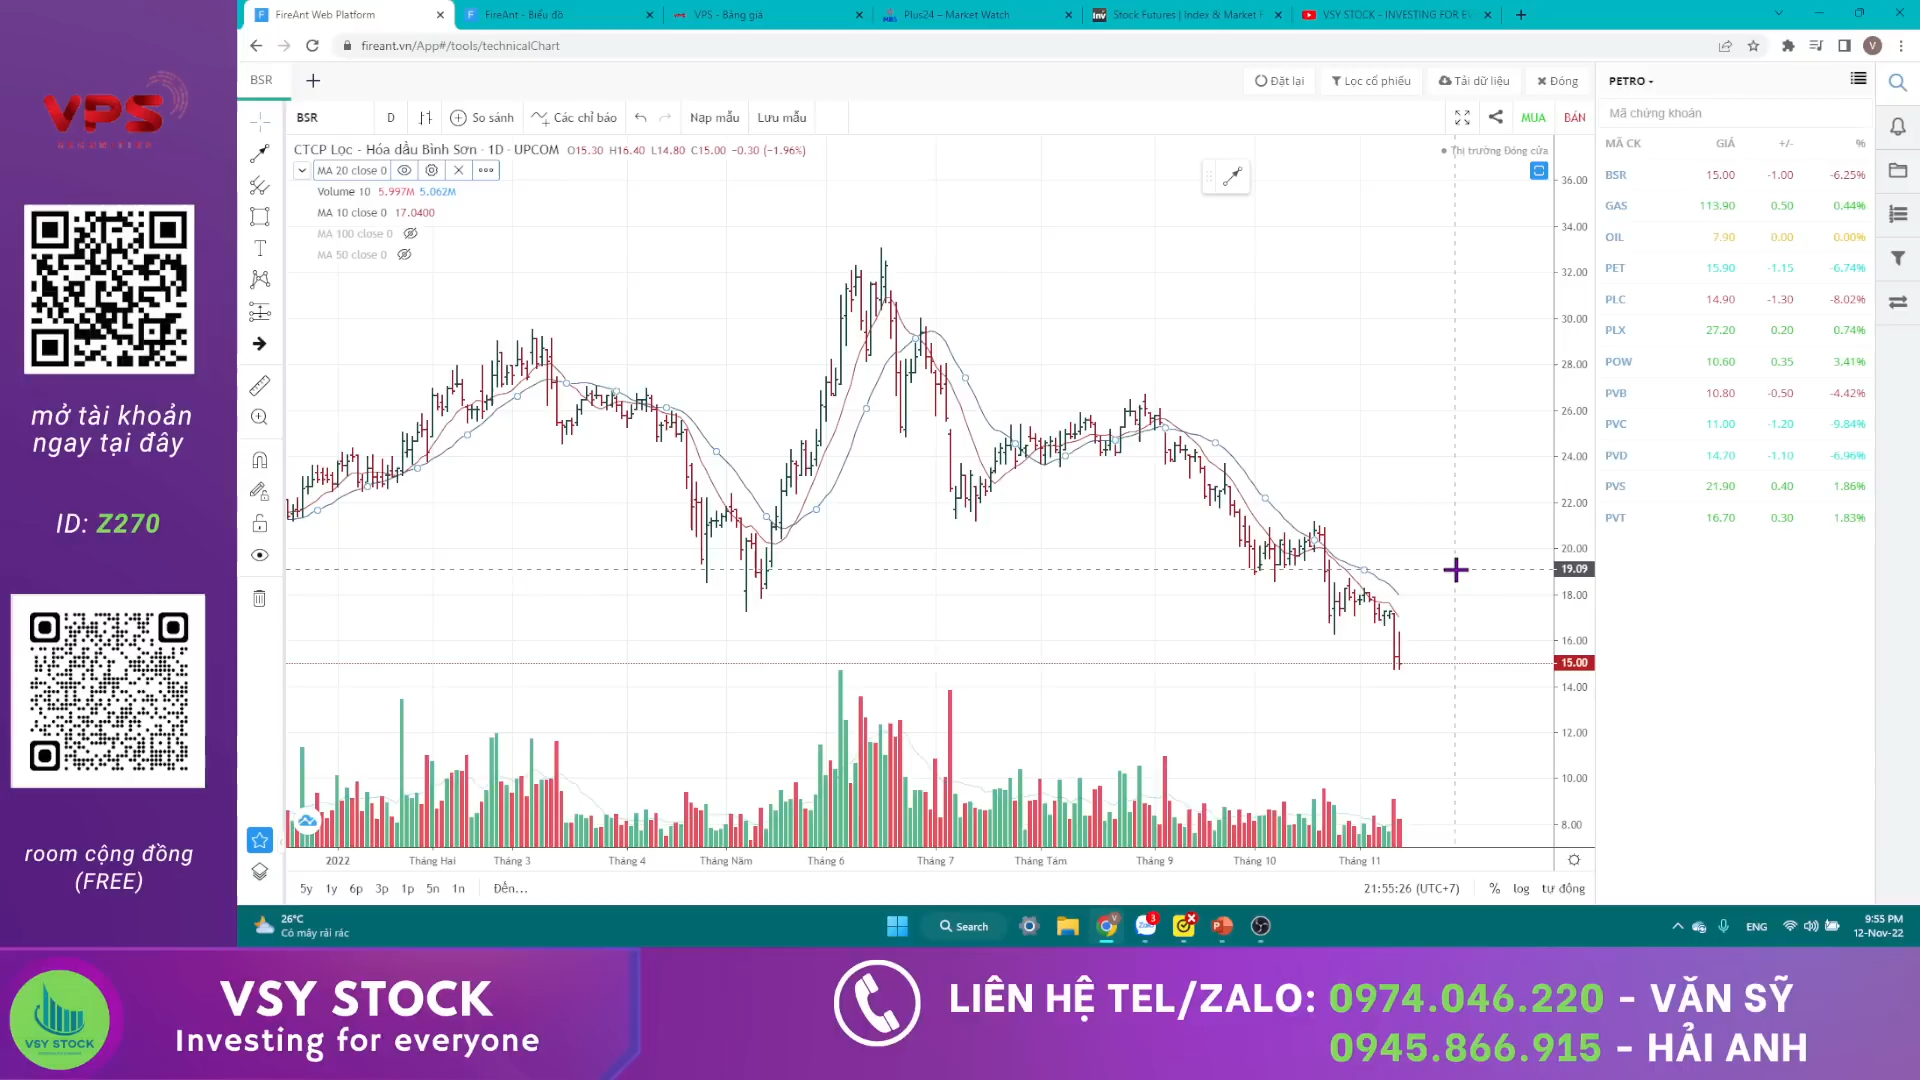 FireAnt Web Platform
FireAnt - Biểu đồ
VPS - Bảng giá
Plus24 – Market Watch
Stock Futures | Index & Market F
VSY STOCK - INVESTING FOR EV
fireant.vn/App#/tools/technicalChart
BSR
Đặt lại
Lọc cổ phiếu
Tải dữ liệu
Đóng
BSR
D
So sánh
Các chỉ báo
Nạp mẫu
Lưu mẫu
MUA
BÁN
CTCP Lọc - Hóa dầu Bình Sơn · 1D · UPCOM O15.30 H16.40 L14.80 C15.00 −0.30 (−1.96%)
Thị trường Đóng cửa
MA 20 close 0
Volume 10 5.997M 5.062M
MA 10 close 0 17.0400
MA 100 close 0
MA 50 close 0
36.00
34.00
32.00
30.00
28.00
26.00
24.00
22.00
20.00
19.09
18.00
16.00
15.00
14.00
12.00
10.00
8.00
2022
Tháng Hai
Tháng 3
Tháng 4
Tháng Năm
Tháng 6
Tháng 7
Tháng Tám
Tháng 9
Tháng 10
Tháng 11
5y 1y 6p 3p 1p 5n 1n Đến...
21:55:26 (UTC+7) % log tự động
PETRO
Mã chứng khoán
MÃ CK GIÁ +/- %
BSR 15.00 -1.00 -6.25%
GAS 113.90 0.50 0.44%
OIL 7.90 0.00 0.00%
PET 15.90 -1.15 -6.74%
PLC 14.90 -1.30 -8.02%
PLX 27.20 0.20 0.74%
POW 10.60 0.35 3.41%
PVB 10.80 -0.50 -4.42%
PVC 11.00 -1.20 -9.84%
PVD 14.70 -1.10 -6.96%
PVS 21.90 0.40 1.86%
PVT 16.70 0.30 1.83%
VPS
mở tài khoản
ngay tại đây
ID: Z270
room cộng đồng
(FREE)
26°C
Có mây rải rác
Search
3
ENG
9:55 PM
12-Nov-22
VSY STOCK
VSY STOCK
Investing for everyone
LIÊN HỆ TEL/ZALO: 0974.046.220 - VĂN SỸ
0945.866.915 - HẢI ANH